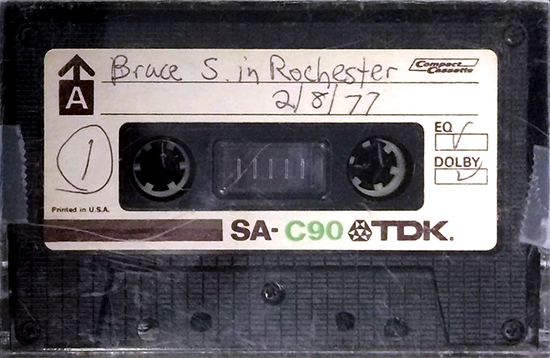 Bruce S. in Rochester
2/8/77
Compact Cassette
A
1
EQ
DOLBY
Printed in U.S.A.
SA-C90 TDK.